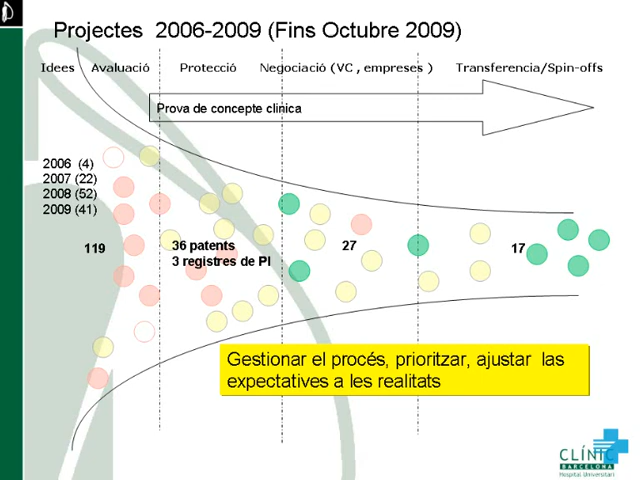 Projectes 2006-2009 (Fins Octubre 2009)
Idees Avaluació Protecció Negociació (VC , empreses ) Transferencia/Spin-offs
Prova de concepte clinica
2006 (4)
2007 (22)
2008 (52)
2009 (41)
119
36 patents
3 registres de PI
27
17
Gestionar el procés, prioritzar, ajustar las
expectatives a les realitats
CLÍNIC
BARCELONA
Hospital Universitari